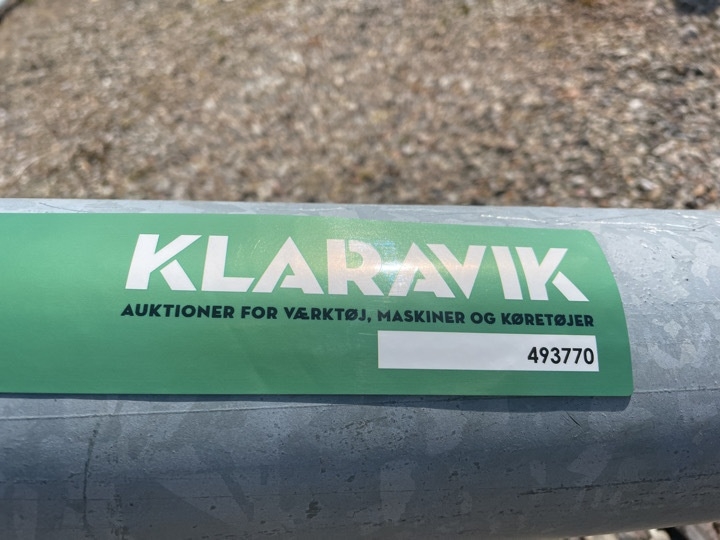 KLARAVIK
AUKTIONER FOR VÆRKTØJ, MASKINER OG KØRETØJER
493770